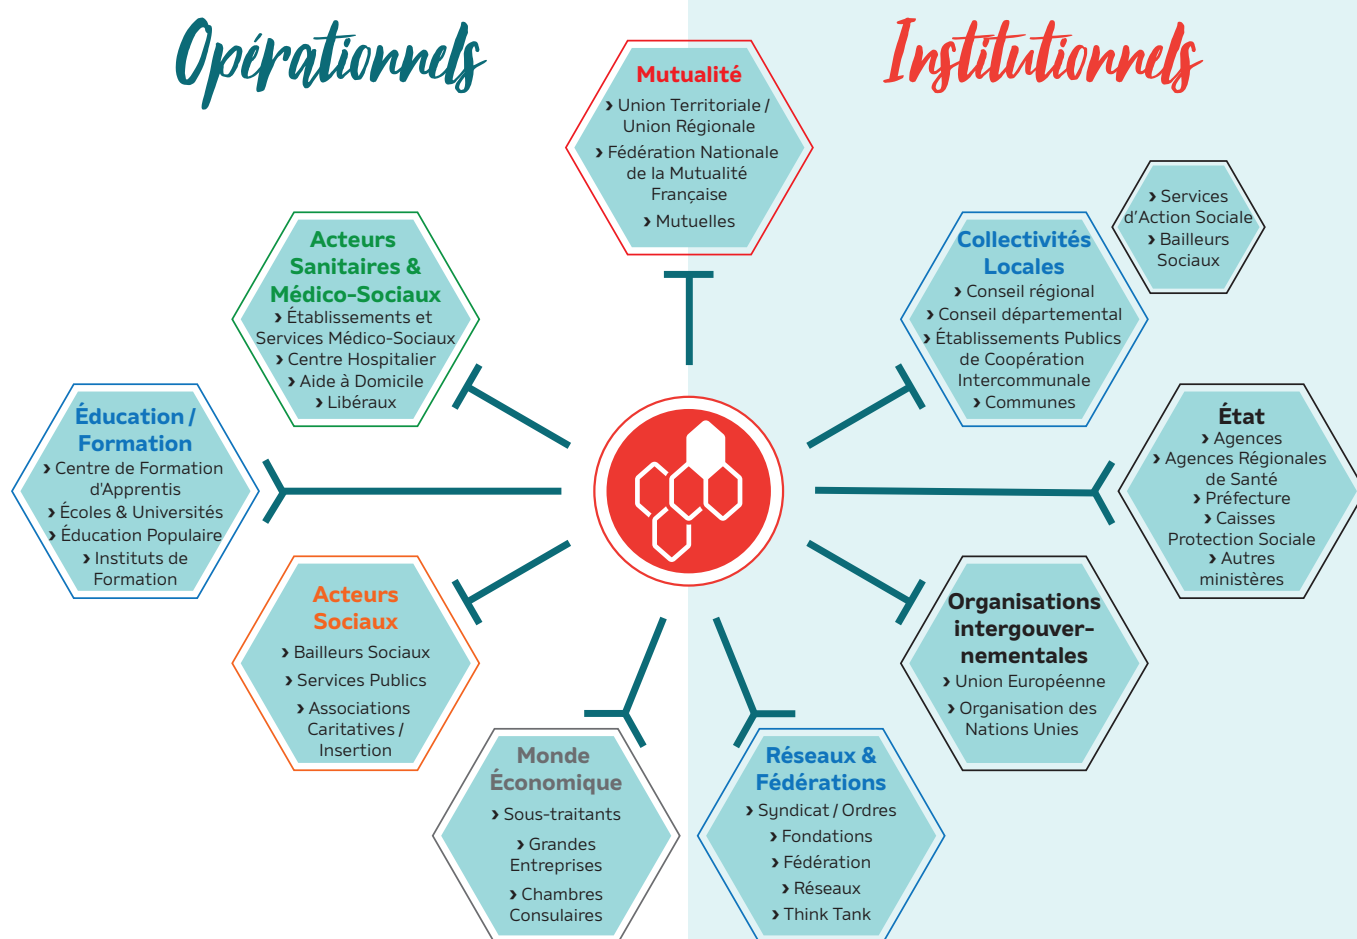 Opérationnels
Institutionnels
Mutualité
› Union Territoriale /
Union Régionale
› Fédération Nationale
de la Mutualité
Française
› Mutuelles
› Services
d'Action Sociale
› Bailleurs
Sociaux
Acteurs
Sanitaires &
Médico-Sociaux
› Établissements et
Services Médico-Sociaux
› Centre Hospitalier
› Aide à Domicile
› Libéraux
Collectivités
Locales
› Conseil régional
› Conseil départemental
› Établissements Publics
de Coopération
Intercommunale
› Communes
Éducation /
Formation
› Centre de Formation
d'Apprentis
› Écoles & Universités
› Éducation Populaire
› Instituts de
Formation
État
› Agences
› Agences Régionales
de Santé
› Préfecture
› Caisses
Protection Sociale
› Autres
ministères
Acteurs
Sociaux
› Bailleurs Sociaux
› Services Publics
› Associations
Caritatives /
Insertion
Organisations
intergouver-
nementales
› Union Européenne
› Organisation des
Nations Unies
Monde
Économique
› Sous-traitants
› Grandes
Entreprises
› Chambres
Consulaires
Réseaux &
Fédérations
› Syndicat / Ordres
› Fondations
› Fédération
› Réseaux
› Think Tank